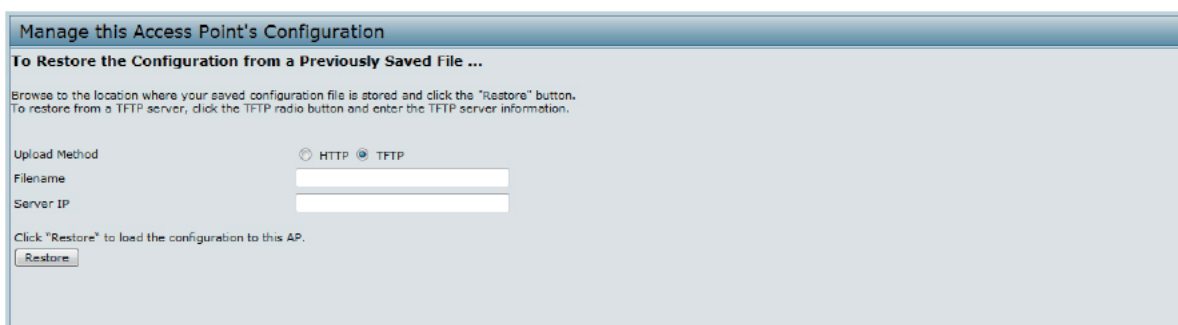 Manage this Access Point's Configuration
To Restore the Configuration from a Previously Saved File ...
Browse to the location where your saved configuration file is stored and click the "Restore" button.
To restore from a TFTP server, click the TFTP radio button and enter the TFTP server information.
Upload Method HTTP TFTP
Filename
Server IP
Click "Restore" to load the configuration to this AP.
Restore